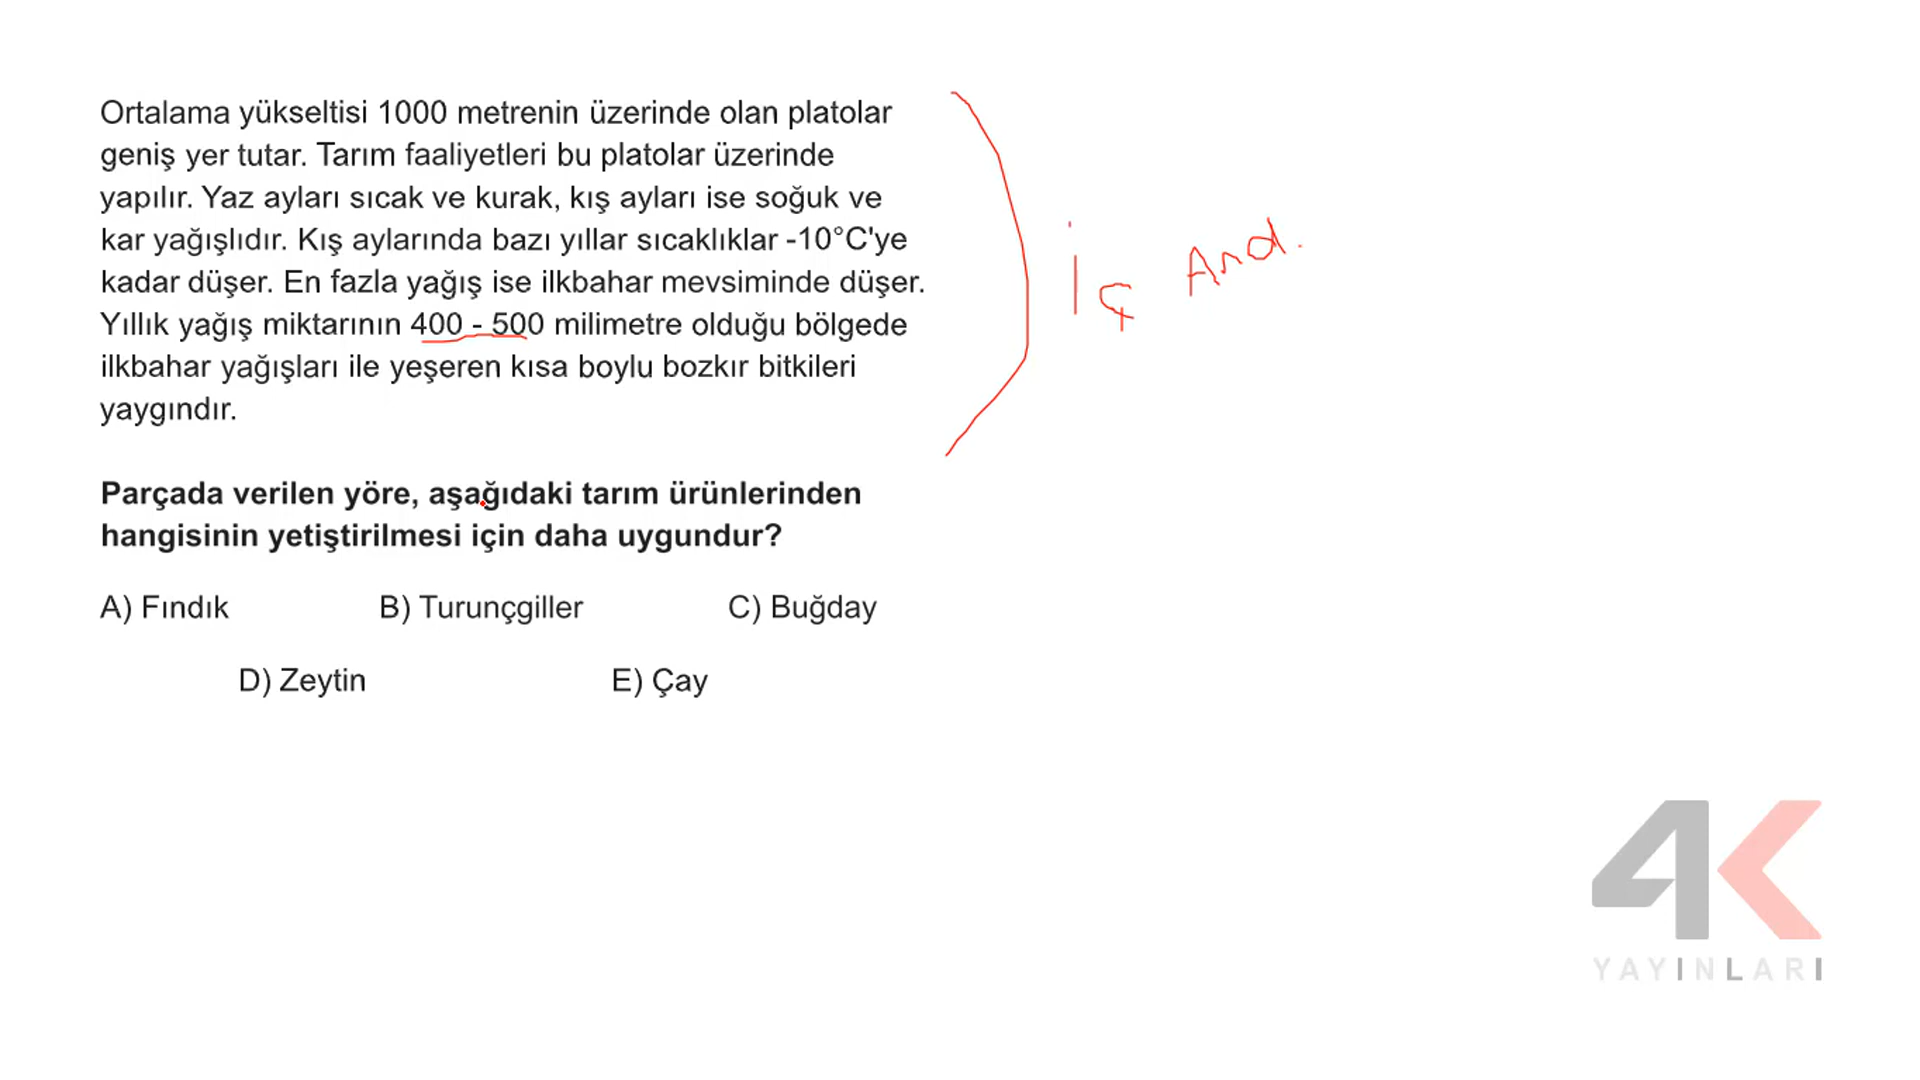 Ortalama yükseltisi 1000 metrenin üzerinde olan platolar
geniş yer tutar. Tarım faaliyetleri bu platolar üzerinde
yapılır. Yaz ayları sıcak ve kurak, kış ayları ise soğuk ve
kar yağışlıdır. Kış aylarında bazı yıllar sıcaklıklar -10°C'ye
kadar düşer. En fazla yağış ise ilkbahar mevsiminde düşer.
Yıllık yağış miktarının 400 - 500 milimetre olduğu bölgede
ilkbahar yağışları ile yeşeren kısa boylu bozkır bitkileri
yaygındır.
İç And.
Parçada verilen yöre, aşağıdaki tarım ürünlerinden
hangisinin yetiştirilmesi için daha uygundur?
A) Fındık B) Turunçgiller C) Buğday
D) Zeytin E) Çay
4K
YAYINLARI